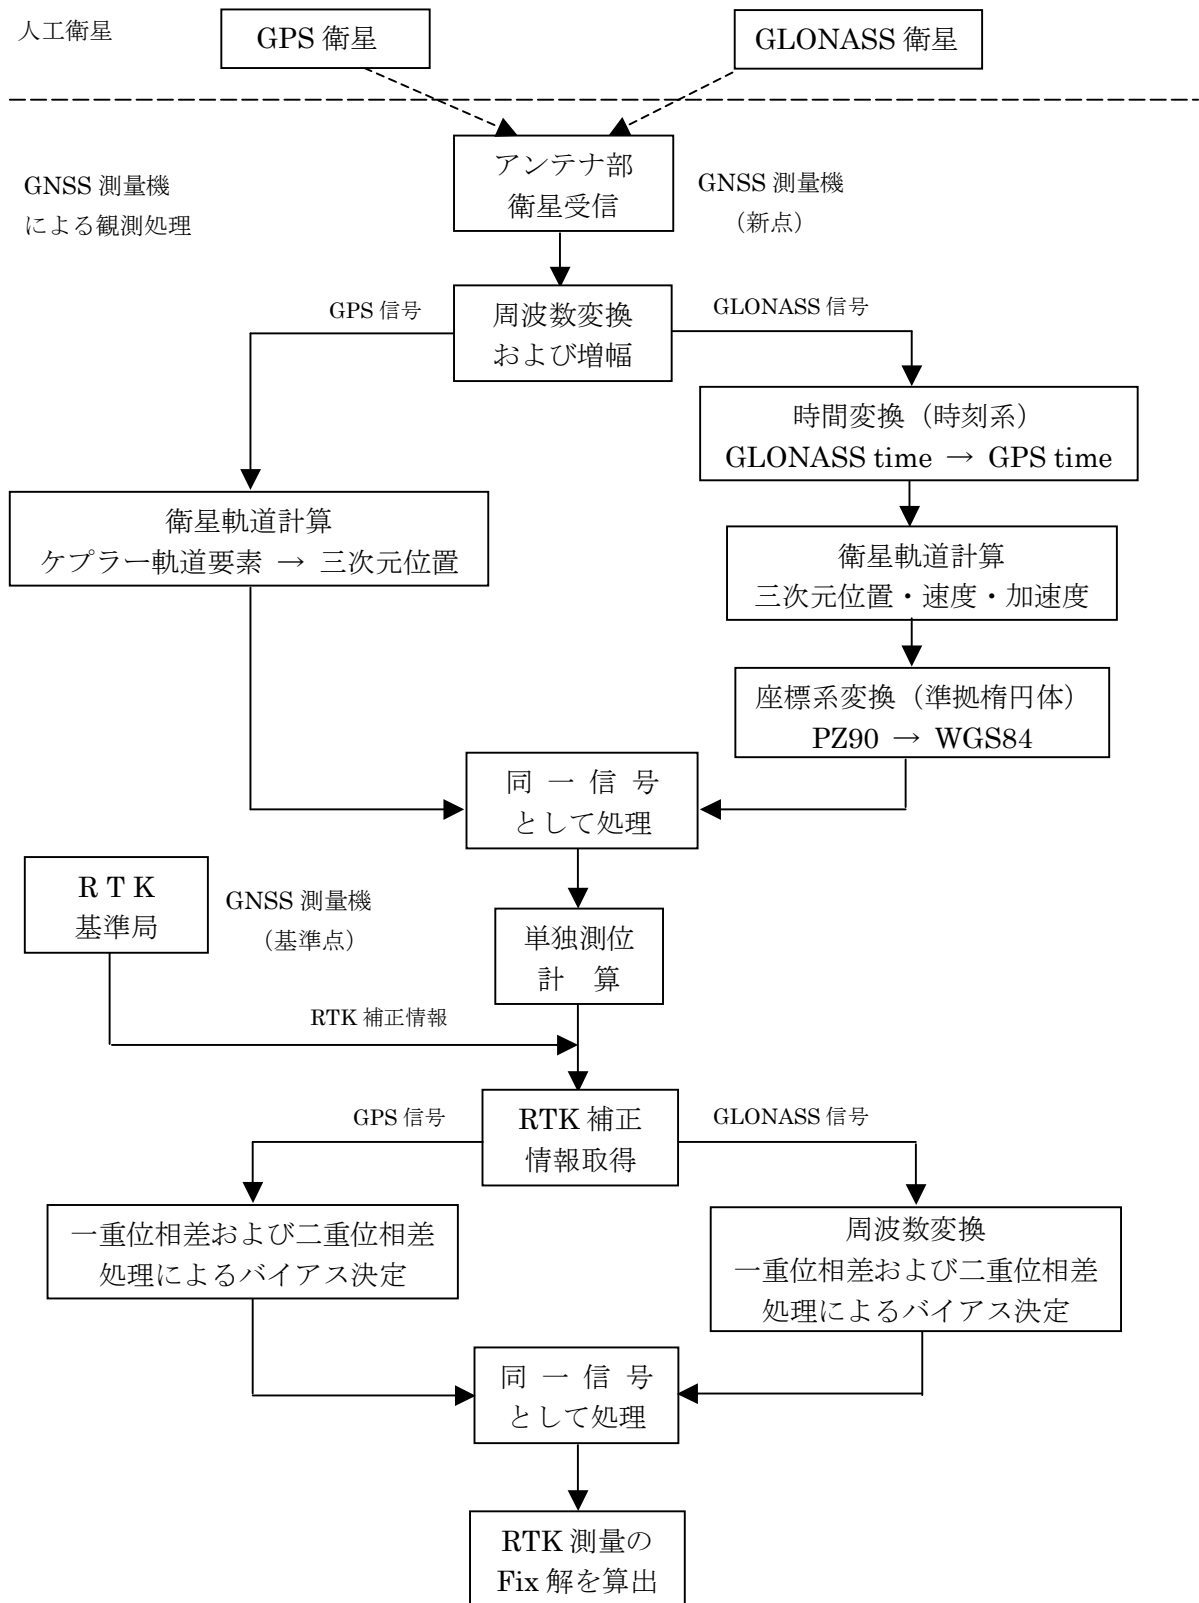 人工衛星
GPS 衛星
GLONASS 衛星
アンテナ部
衛星受信
GNSS 測量機
による観測処理
GNSS 測量機
（新点）
GPS 信号
周波数変換
および増幅
GLONASS 信号
時間変換（時刻系）
GLONASS time → GPS time
衛星軌道計算
ケプラー軌道要素 → 三次元位置
衛星軌道計算
三次元位置・速度・加速度
座標系変換（準拠楕円体）
PZ90 → WGS84
同 一 信 号
として処理
R T K
基準局
GNSS 測量機
（基準点）
単独測位
計 算
RTK 補正情報
GPS 信号
RTK 補正
情報取得
GLONASS 信号
一重位相差および二重位相差
処理によるバイアス決定
周波数変換
一重位相差および二重位相差
処理によるバイアス決定
同 一 信 号
として処理
RTK 測量の
Fix 解を算出